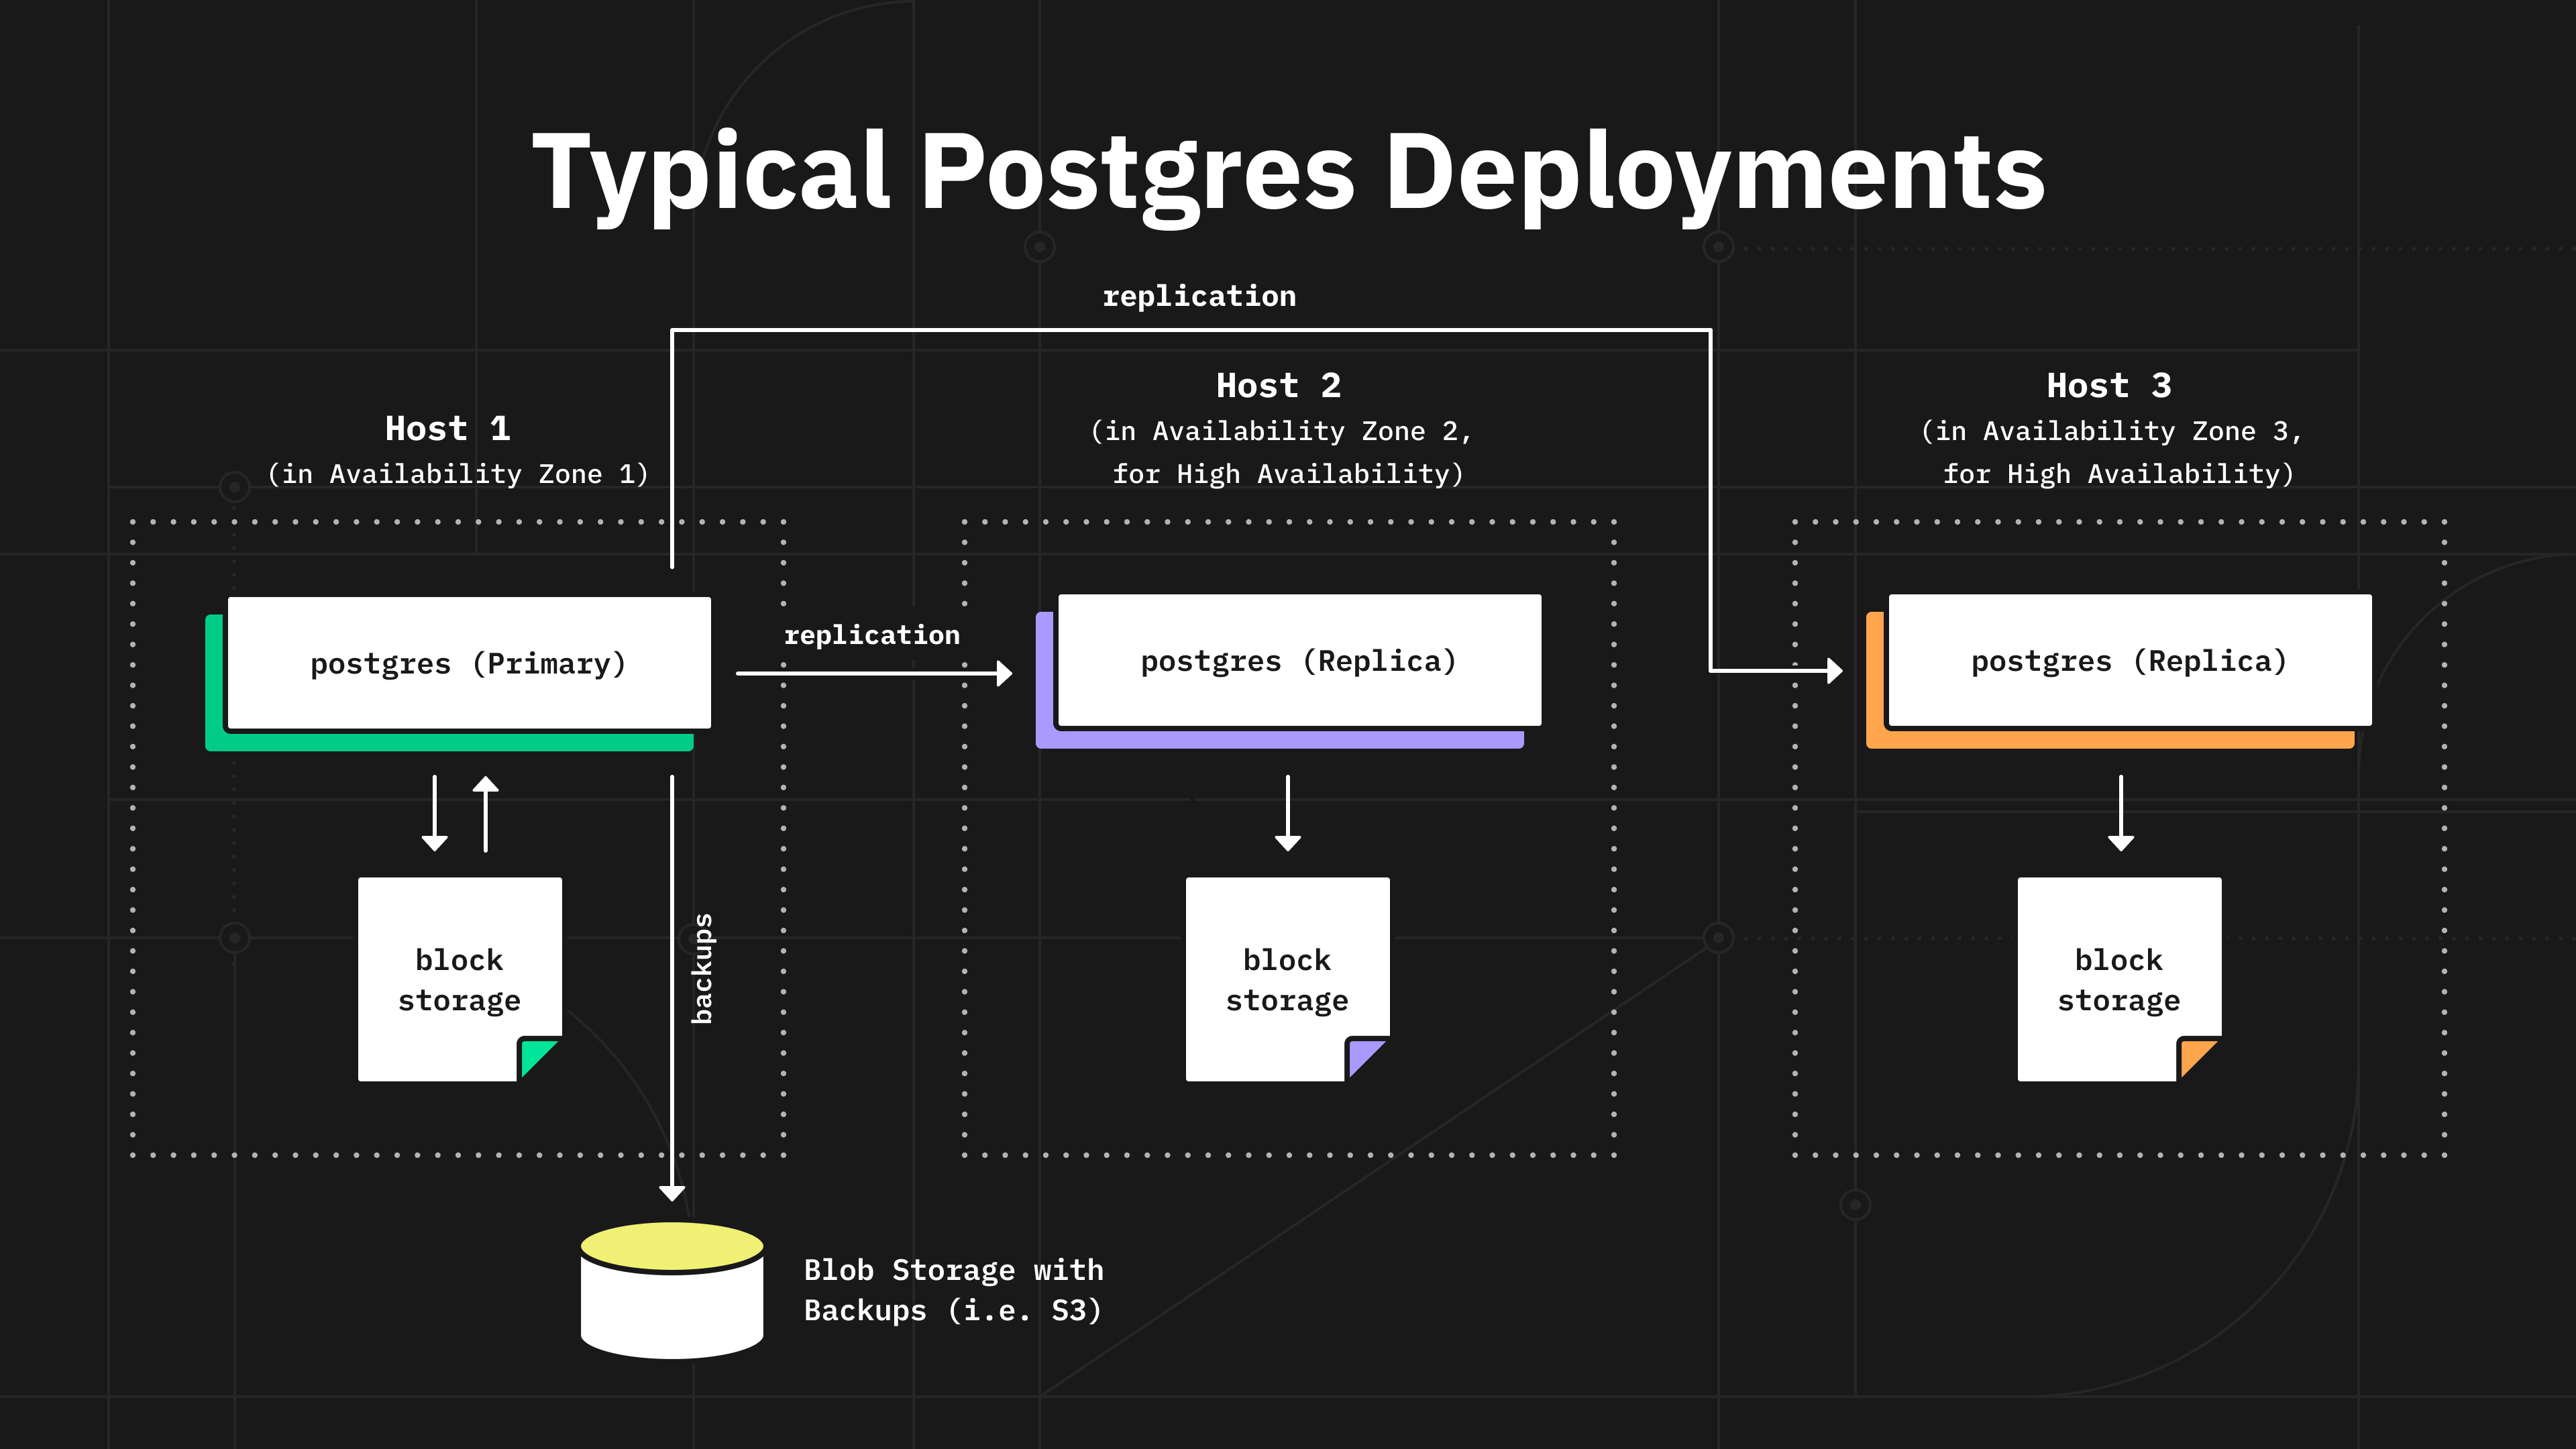 Typical Postgres Deployments
replication
Host 1
(in Availability Zone 1)
Host 2
(in Availability Zone 2,
for High Availability)
Host 3
(in Availability Zone 3,
for High Availability)
postgres (Primary)
replication
postgres (Replica)
postgres (Replica)
block
storage
backups
block
storage
block
storage
Blob Storage with
Backups (i.e. S3)